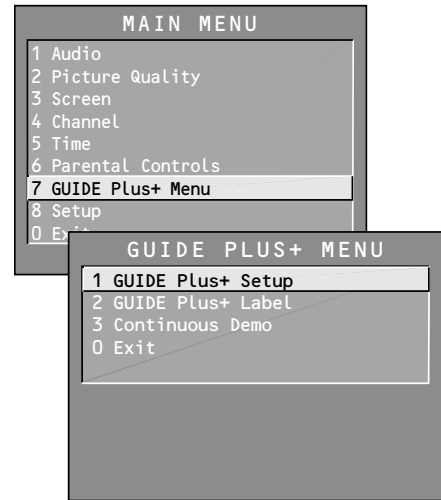 MAIN MENU
1 Audio
2 Picture Quality
3 Screen
4 Channel
5 Time
6 Parental Controls
7 GUIDE Plus+ Menu
8 Setup
0
GUIDE PLUS+ MENU
1 GUIDE Plus+ Setup
2 GUIDE Plus+ Label
3 Continuous Demo
0 Exit